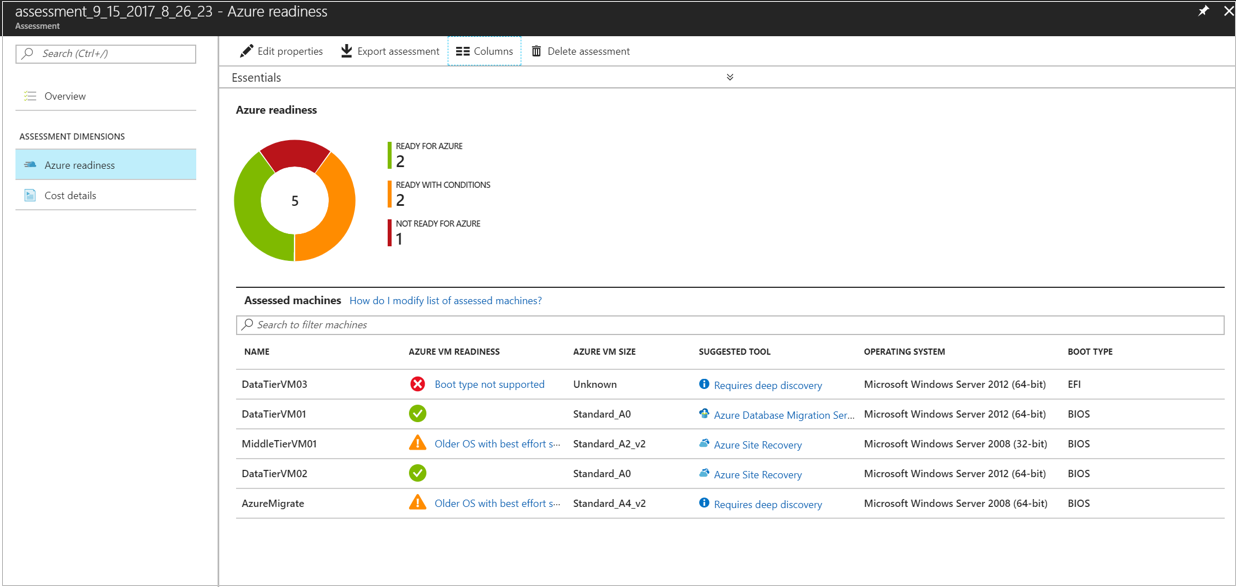 assessment_9_15_2017_8_26_23 - Azure readiness
Assessment
Search (Ctrl+/)
Overview
ASSESSMENT DIMENSIONS
Azure readiness
Cost details
Edit properties Export assessment Columns Delete assessment
Essentials
Azure readiness
5
READY FOR AZURE
2
READY WITH CONDITIONS
2
NOT READY FOR AZURE
1
Assessed machines How do I modify list of assessed machines?
Search to filter machines
NAME AZURE VM READINESS AZURE VM SIZE SUGGESTED TOOL OPERATING SYSTEM BOOT TYPE
DataTierVM03 Boot type not supported Unknown Requires deep discovery Microsoft Windows Server 2012 (64-bit) EFI
DataTierVM01 Standard_A0 Azure Database Migration Ser... Microsoft Windows Server 2012 (64-bit) BIOS
MiddleTierVM01 Older OS with best effort s... Standard_A2_v2 Azure Site Recovery Microsoft Windows Server 2008 (32-bit) BIOS
DataTierVM02 Standard_A0 Azure Site Recovery Microsoft Windows Server 2012 (64-bit) BIOS
AzureMigrate Older OS with best effort s... Standard_A4_v2 Requires deep discovery Microsoft Windows Server 2008 (64-bit) BIOS